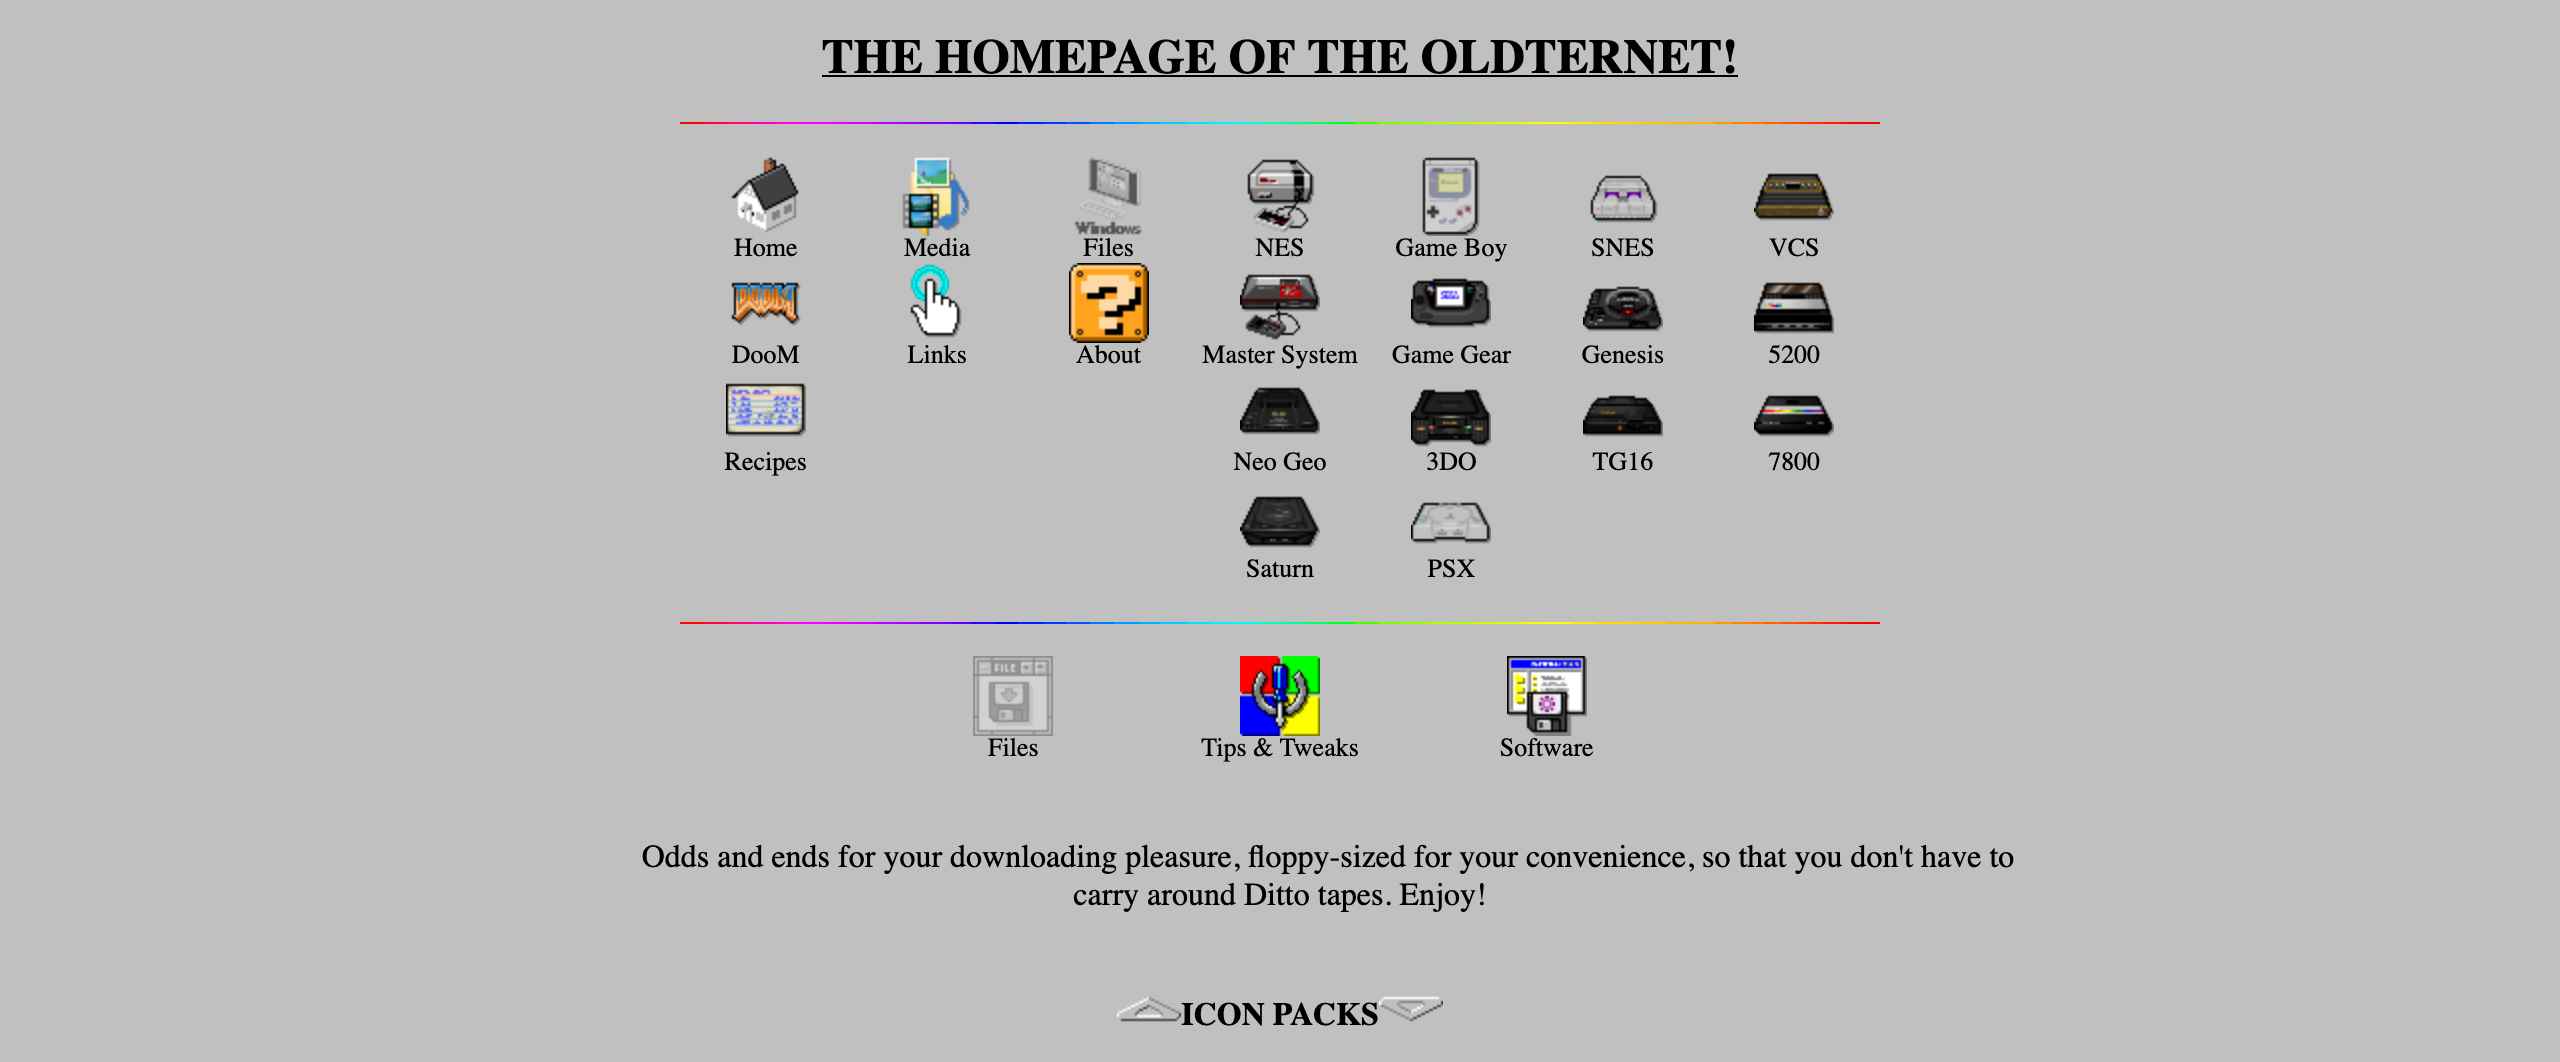 THE HOMEPAGE OF THE OLDTERNET!
Windows
Home Media Files NES Game Boy SNES VCS
DOOM
DooM Links About Master System Game Gear Genesis 5200
Recipes Neo Geo 3DO TG16 7800
Saturn PSX
FILE
Files Tips & Tweaks Software
Odds and ends for your downloading pleasure, floppy-sized for your convenience, so that you don't have to
carry around Ditto tapes. Enjoy!
ICON PACKS